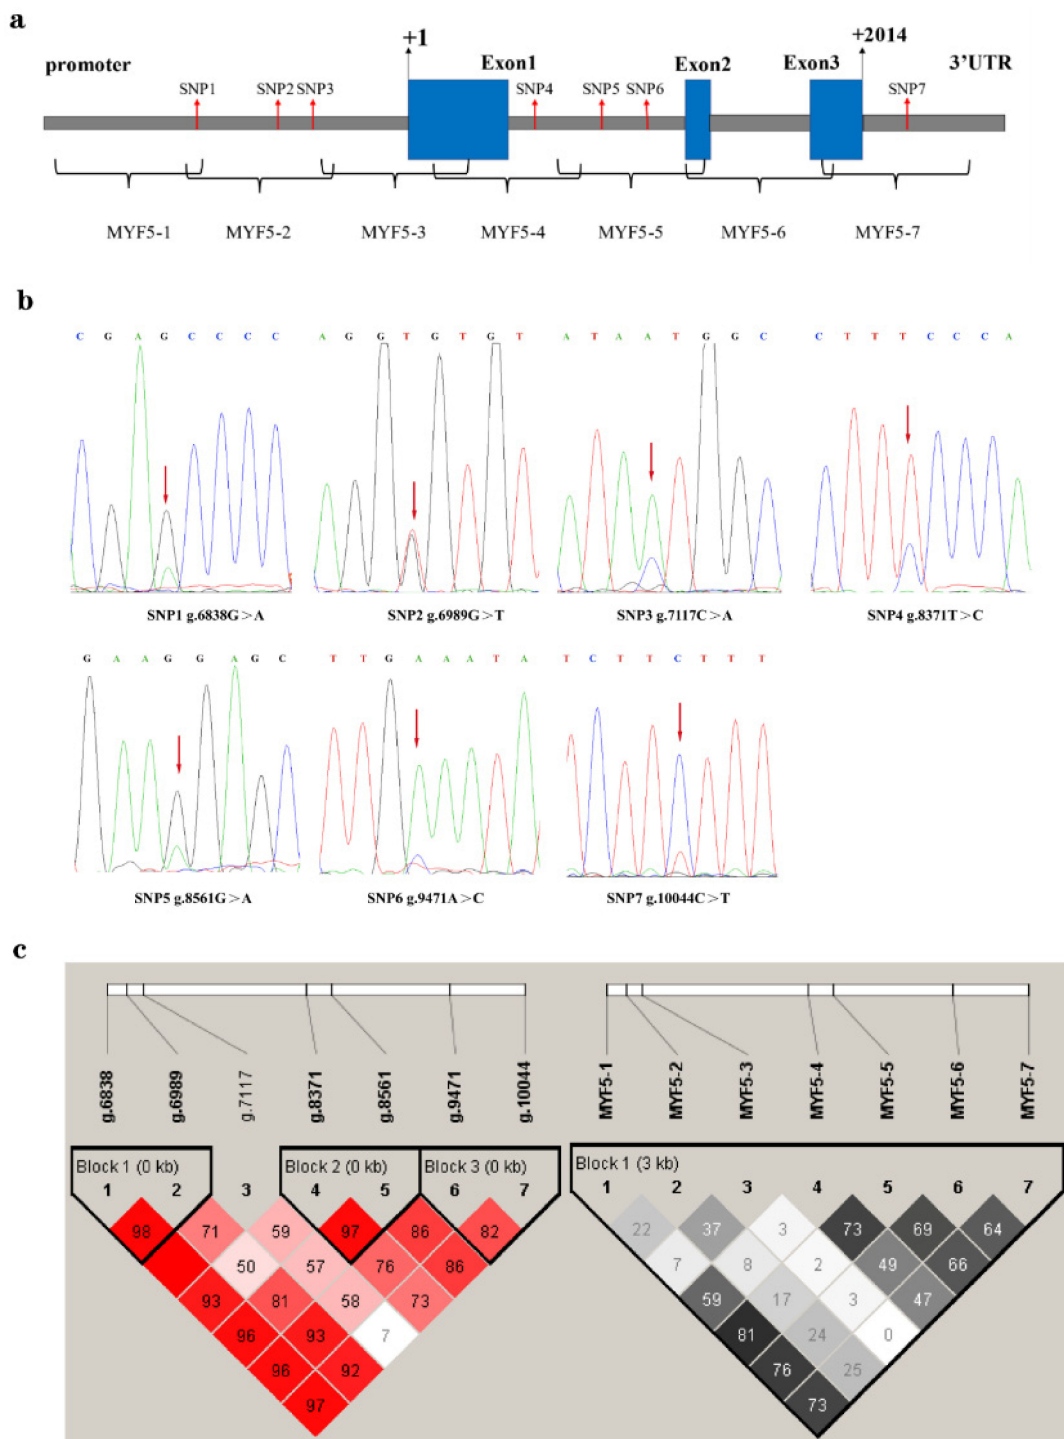 a
+1
+2014
promoter
Exon1
Exon2
Exon3
3'UTR
SNP1
SNP2
SNP3
SNP4
SNP5
SNP6
SNP7
MYF5-1
MYF5-2
MYF5-3
MYF5-4
MYF5-5
MYF5-6
MYF5-7
b
C G A G C C C C
A G G T G T G T
A T A A T G G C
C T T T C C C A
SNP1 g.6838G>A
SNP2 g.6989G>T
SNP3 g.7117C>A
SNP4 g.8371T>C
G A A G G A G C
T T G A A A T A
T C T T C T T T
SNP5 g.8561G>A
SNP6 g.9471A>C
SNP7 g.10044C>T
c
g.6838
g.6989
g.7117
g.8371
g.8561
g.9471
g.10044
Block 1 (0 kb)
Block 2 (0 kb)
Block 3 (0 kb)
1 2 3 4 5 6 7
98 71 59 97 86 82
50 57 76 86
93 81 58 73
96 93 7
96 92
97
MYF5-1
MYF5-2
MYF5-3
MYF5-4
MYF5-5
MYF5-6
MYF5-7
Block 1 (3 kb)
1 2 3 4 5 6 7
22 37 3 73 69 64
7 8 2 49 66
59 17 3 47
81 24 0
76 25
73